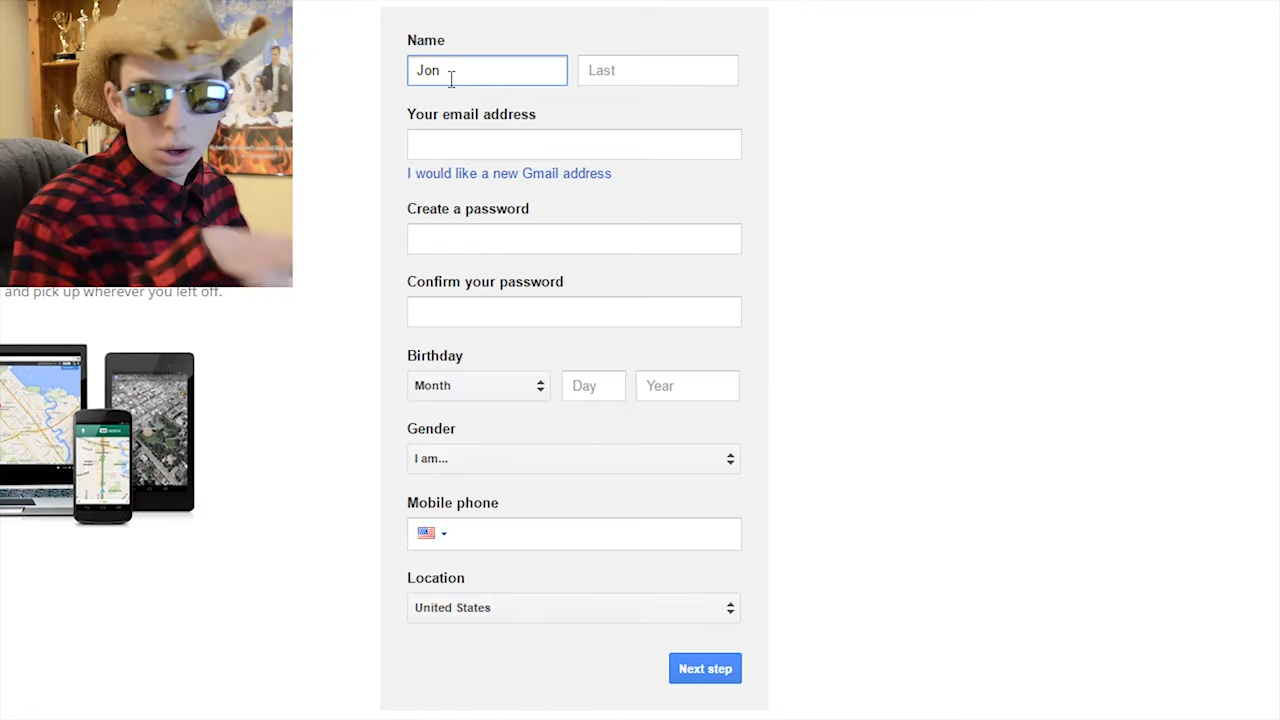 Name
Jon
Last
Your email address
I would like a new Gmail address
Create a password
Confirm your password
and pick up wherever you left off.
Birthday
Month
Day
Year
Gender
I am...
Mobile phone
Location
United States
Next step